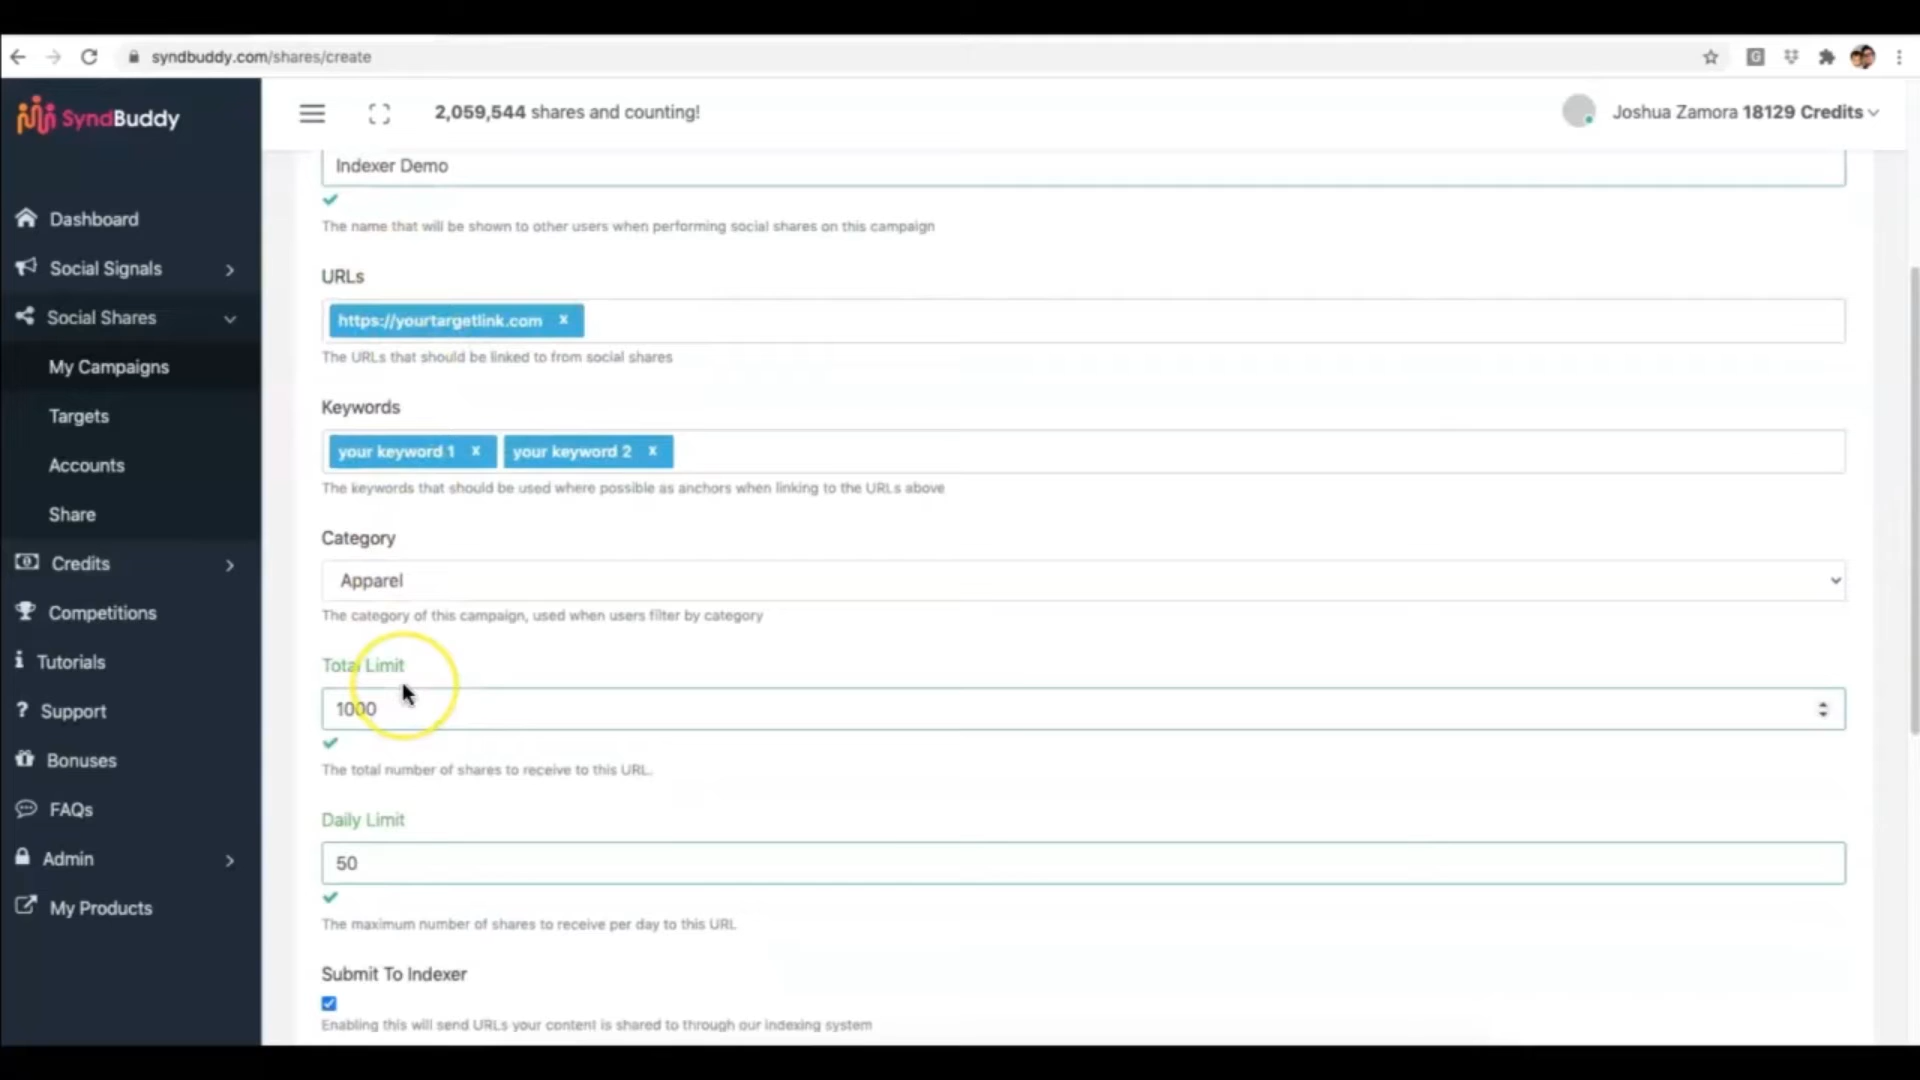 syndbuddy.com/shares/create
SyndBuddy
2,059,544 shares and counting!
Joshua Zamora 18129 Credits
Dashboard
Social Signals
Social Shares
My Campaigns
Targets
Accounts
Share
Credits
Competitions
Tutorials
Support
Bonuses
FAQs
Admin
My Products
Indexer Demo
The name that will be shown to other users when performing social shares on this campaign
URLs
https://yourtargetlink.com x
The URLs that should be linked to from social shares
Keywords
your keyword 1 x your keyword 2 x
The keywords that should be used where possible as anchors when linking to the URLs above
Category
Apparel
The category of this campaign, used when users filter by category
Total Limit
1000
The total number of shares to receive to this URL.
Daily Limit
50
The maximum number of shares to receive per day to this URL
Submit To Indexer
Enabling this will send URLs your content is shared to through our indexing system